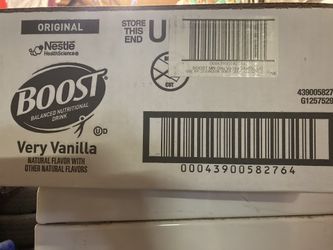 ORIGINAL
Nestlé
HealthScience
BOOST
BALANCED NUTRITIONAL
DRINK
Very Vanilla
NATURAL FLAVOR WITH
OTHER NATURAL FLAVORS
STORE U
THIS
END
CUT
00043900582764